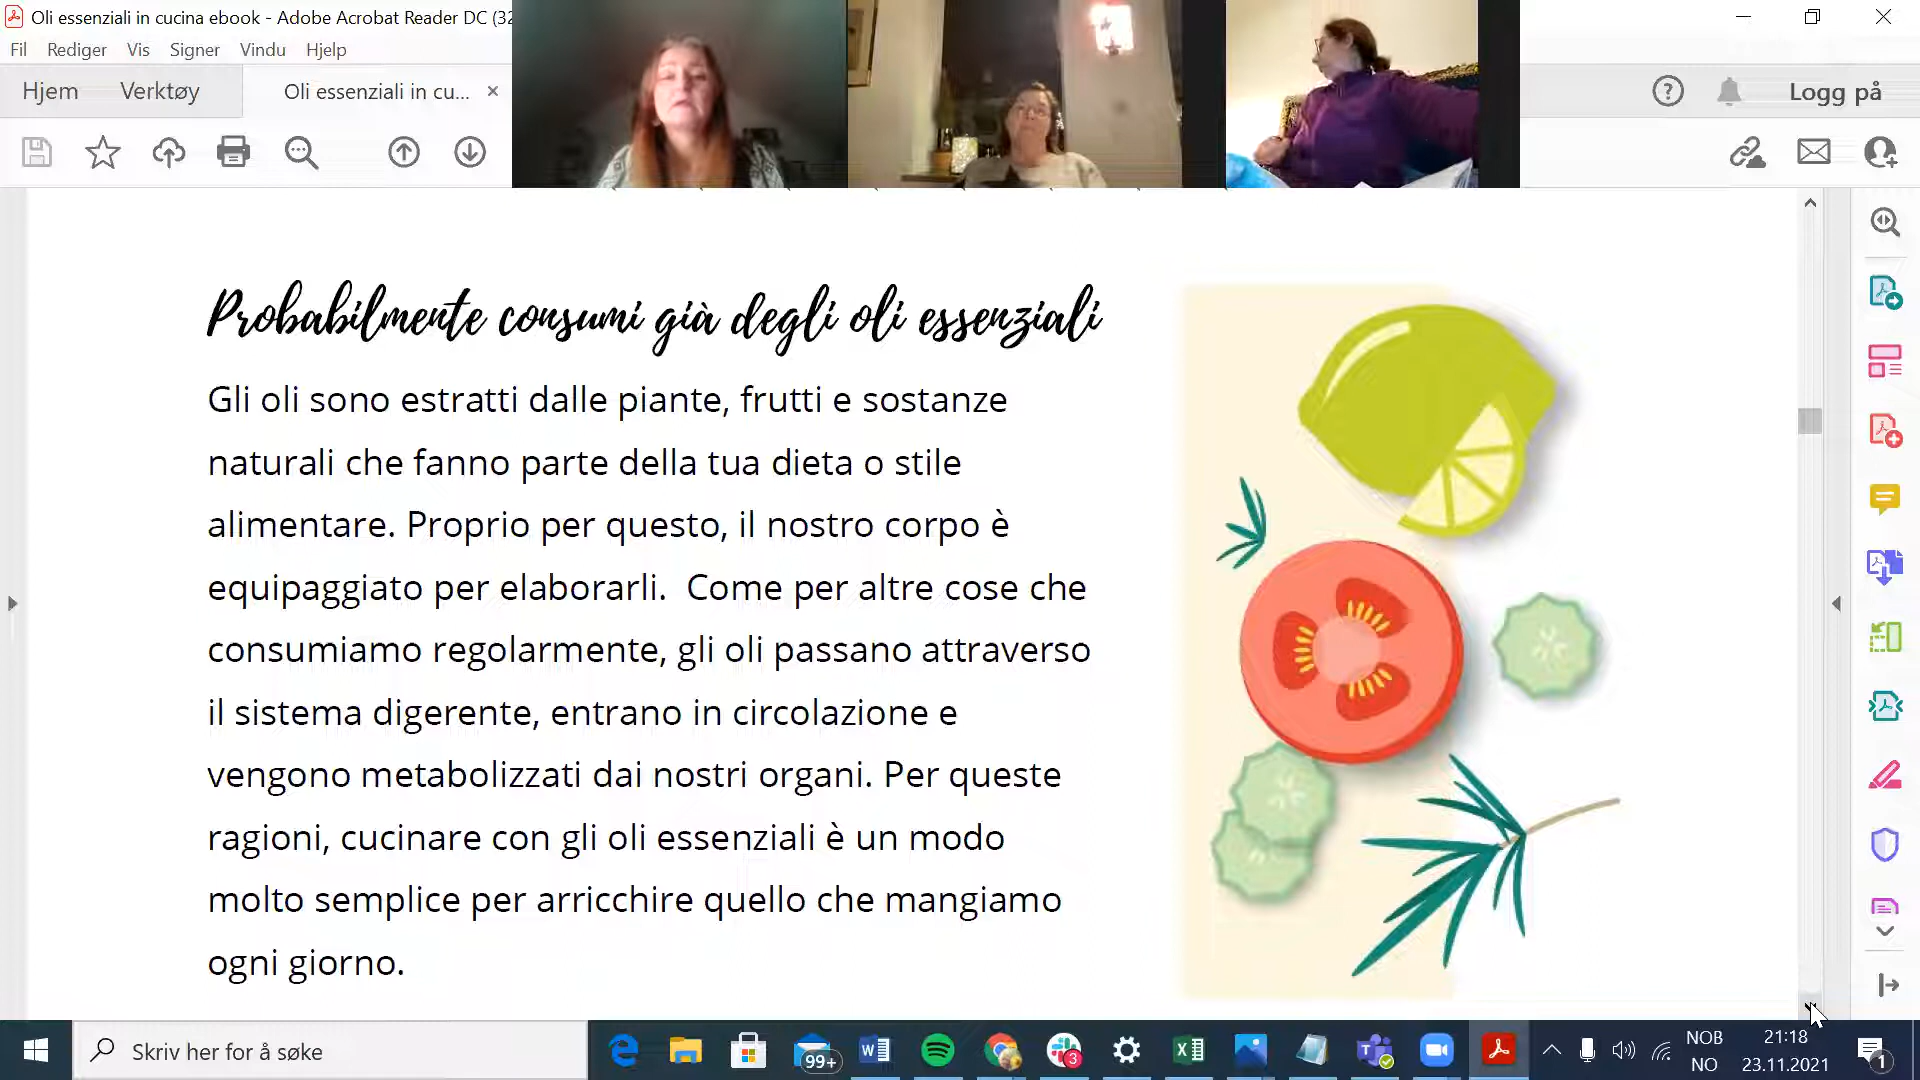 Oli essenziali in cucina ebook - Adobe Acrobat Reader DC (32
Fil Rediger Vis Signer Vindu Hjelp
Hjem Verktøy Oli essenziali in cu... Logg på
Probabilmente consumi già degli oli essenziali
Gli oli sono estratti dalle piante, frutti e sostanze
naturali che fanno parte della tua dieta o stile
alimentare. Proprio per questo, il nostro corpo è
equipaggiato per elaborarli. Come per altre cose che
consumiamo regolarmente, gli oli passano attraverso
il sistema digerente, entrano in circolazione e
vengono metabolizzati dai nostri organi. Per queste
ragioni, cucinare con gli oli essenziali è un modo
molto semplice per arricchire quello che mangiamo
ogni giorno.
Skriv her for å søke
99+
3
NOB
NO
21:18
23.11.2021
1